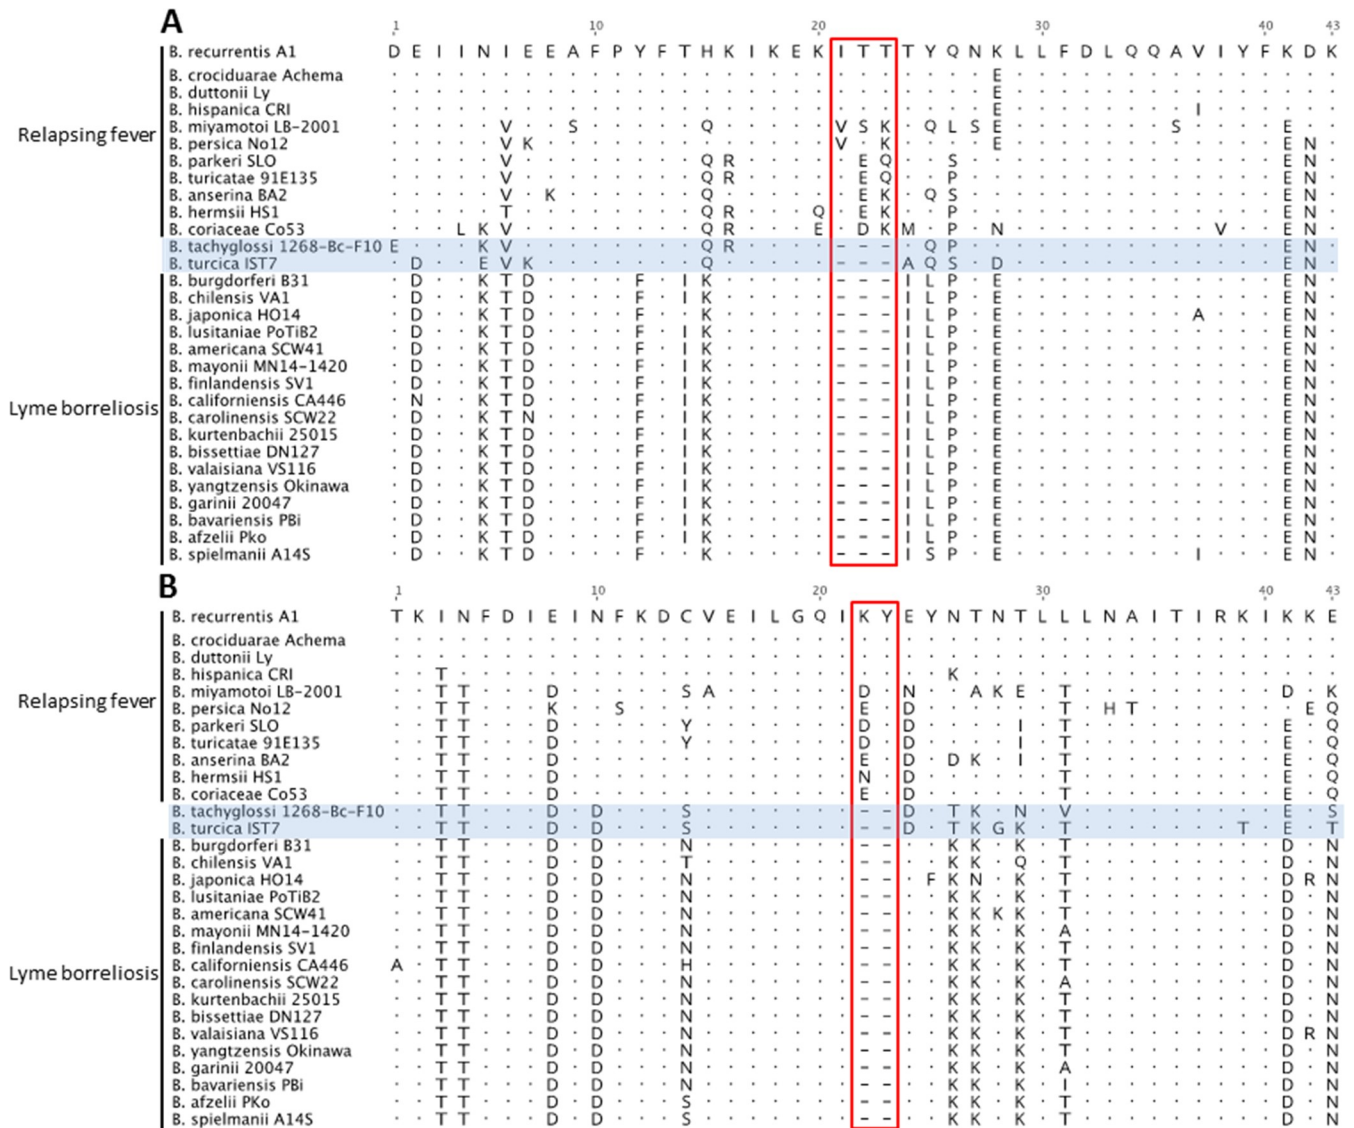 A
1 10 20 30 40 43
B. recurrentis A1 D E I I N I E E A F P Y F T H K I K E K I T T T Y Q N K L L F D L Q Q A V I Y F K D K
B. crociduarae Achema E
B. duttonii Ly E
B. hispanica CRI E I
Relapsing fever
B. miyamotoi LB-2001 V S Q V S K Q L S E S E
B. persica No12 V K V K E E N
B. parkeri SLO V Q R E Q S E N
B. turicatae 91E135 V Q R E Q P E N
B. anserina BA2 V K Q E K Q S E N
B. hermsii HS1 T Q R Q E K P E N
B. coriaceae Co53 L K V Q R E D K M P N V E N
B. tachyglossi 1268-Bc-F10 E K V Q R - - - Q P E N
B. turcica IST7 D E V K Q - - - A Q S D E N
B. burgdorferi B31 D K T D F I K - - - I L P E E N
B. chilensis VA1 D K T D F I K - - - I L P E E N
B. japonica HO14 D K T D F K - - - I L P E A E N
B. lusitaniae PoTiB2 D K T D F I K - - - I L P E E N
B. americana SCW41 D K T D F I K - - - I L P E E N
B. mayonii MN14-1420 D K T D F I K - - - I L P E E N
B. finlandensis SV1 D K T D F I K - - - I L P E E N
Lyme borreliosis
B. californiensis CA446 N K T D F I K - - - I L P E E N
B. carolinensis SCW22 D K T N F I K - - - I L P E E N
B. kurtenbachii 25015 D K T D F I K - - - I L P E E N
B. bissettiae DN127 D K T D F I K - - - I L P E E N
B. valaisiana VS116 D K T D F I K - - - I L P E E N
B. yangtzensis Okinawa D K T D F I K - - - I L P E E N
B. garinii 20047 D K T D F I K - - - I L P E E N
B. bavariensis PBi D K T D F I K - - - I L P E E N
B. afzelii Pko D K T D F I K - - - I L P E E N
B. spielmanii A14S D K T D F K - - - I S P E I E N
B
1 10 20 30 40 43
B. recurrentis A1 T K I N F D I E I N F K D C V E I L G Q I K Y E Y N T N T L L L N A I T I R K I K K E
B. crociduarae Achema
B. duttonii Ly
B. hispanica CRI T K
Relapsing fever
B. miyamotoi LB-2001 T T D S A D N A K E T D K
B. persica No12 T T K S E D T H T E Q
B. parkeri SLO T T D Y D D I T E Q
B. turicatae 91E135 T T D Y D D I T E Q
B. anserina BA2 T T D E D D K I T E Q
B. hermsii HS1 T T D N D T E Q
B. coriaceae Co53 T T D E D T E Q
B. tachyglossi 1268-Bc-F10 T T D D S - - D T K N V E S
B. turcica IST7 T T D D S - - D T K G K T T E T
B. burgdorferi B31 T T D D N - - K K K T D N
B. chilensis VA1 T T D D T - - K K Q T D N
B. japonica HO14 T T D D N - - F K N K T D R N
B. lusitaniae PoTiB2 T T D D N - - K K K T D N
B. americana SCW41 T T D D N - - K K K K T D N
B. mayonii MN14-1420 T T D D N - - K K K A D N
B. finlandensis SV1 T T D D N - - K K K T D N
Lyme borreliosis
B. californiensis CA446 A T T D D H - - K K K T D N
B. carolinensis SCW22 T T D D N - - K K K A D N
B. kurtenbachii 25015 T T D D N - - K K K T D N
B. bissettiae DN127 T T D D N - - K K K T D N
B. valaisiana VS116 T T D D N - - K K K T D R N
B. yangtzensis Okinawa T T D D N - - K K K T D N
B. garinii 20047 T T D D N - - K K K A D N
B. bavariensis PBi T T D D N - - K K K I D N
B. afzelii PKo T T D D S - - K K K T D N
B. spielmanii A14S T T D D S - - K K K T D N